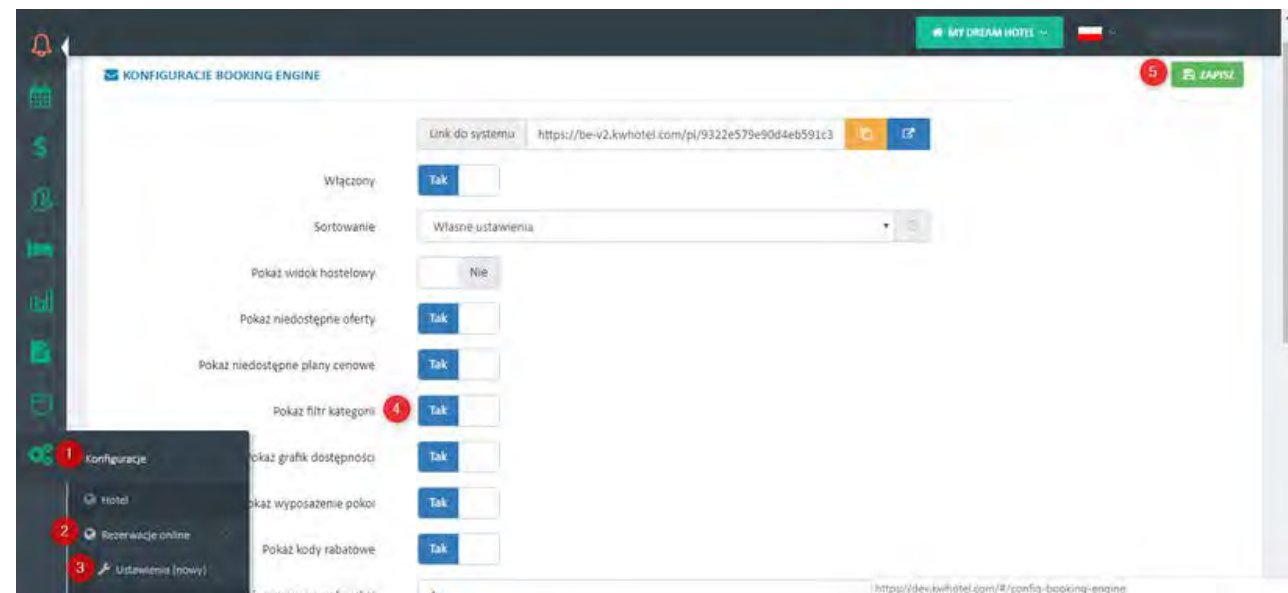 MY DREAM HOTEL
KONFIGURACJE BOOKING ENGINE
5 ZAPISZ
Link do systemu https://be-v2.kwhotel.com/pl/9322e579e90d4eb591c3
Włączony Tak
Sortowanie Własne ustawienia
Pokaż widok hostelowy Nie
Pokaż niedostępne oferty Tak
Pokaż niedostępne plany cenowe Tak
Pokaż filtr kategorii 4 Tak
1 Konfiguracje
okaż grafik dostępności Tak
Hotel
okaż wyposażenie pokoi Tak
2 Rezerwacje online
Pokaż kody rabatowe Tak
3 Ustawienia (nowy)
https://dev.kwhotel.com/#/config-booking-engine